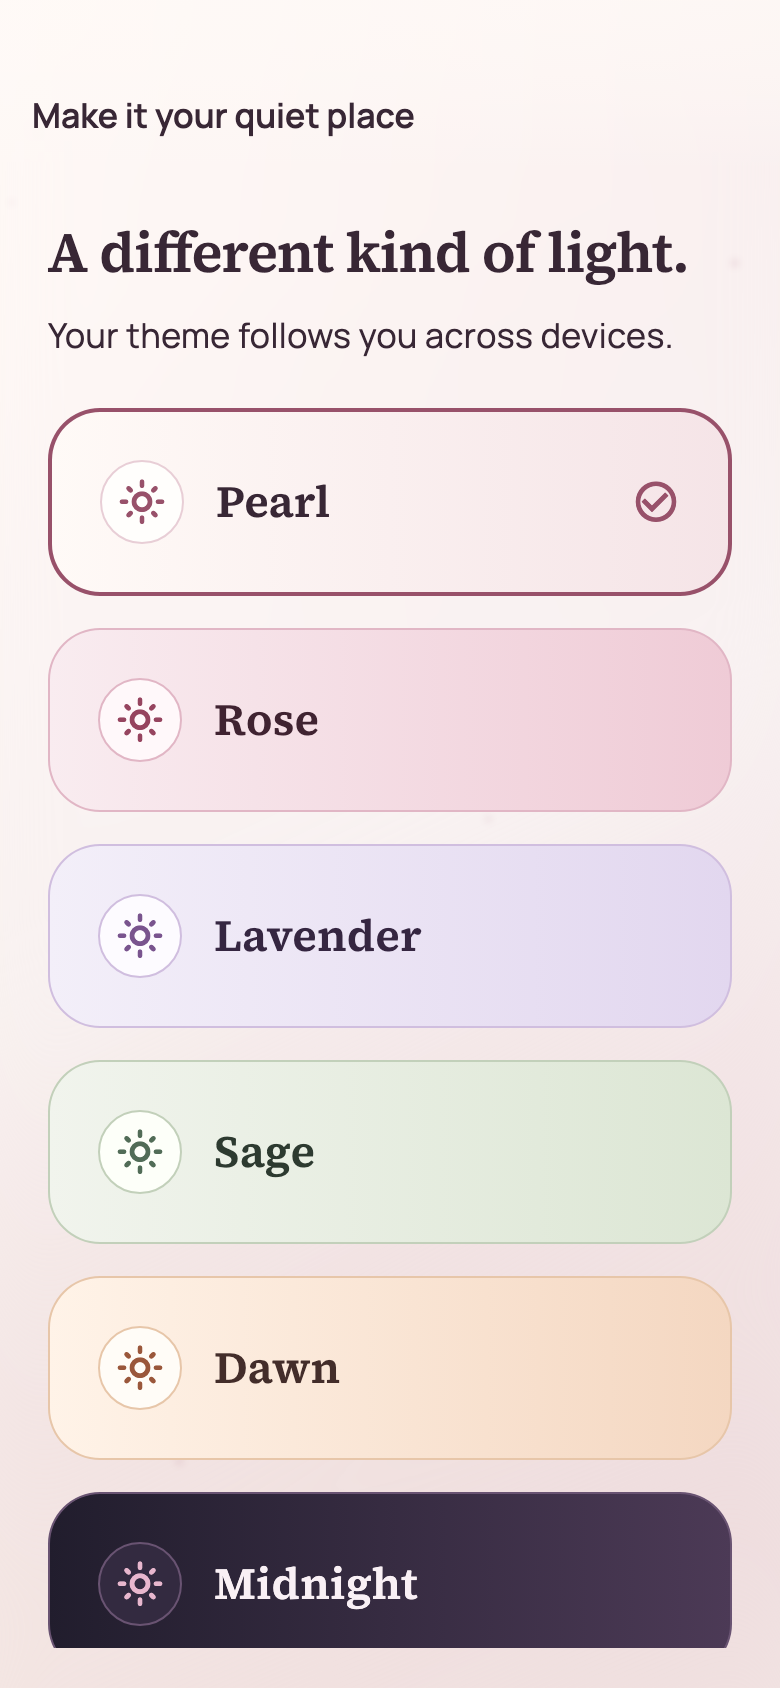 Make it your quiet place
A different kind of light.
Your theme follows you across devices.
Pearl
Rose
Lavender
Sage
Dawn
Midnight